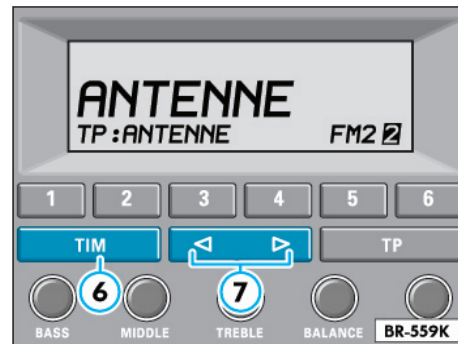 ANTENNE
TP:ANTENNE FM2 2
1 2 3 4 5 6
TIM TP
6 7
BASS MIDDLE TREBLE BALANCE BR-559K